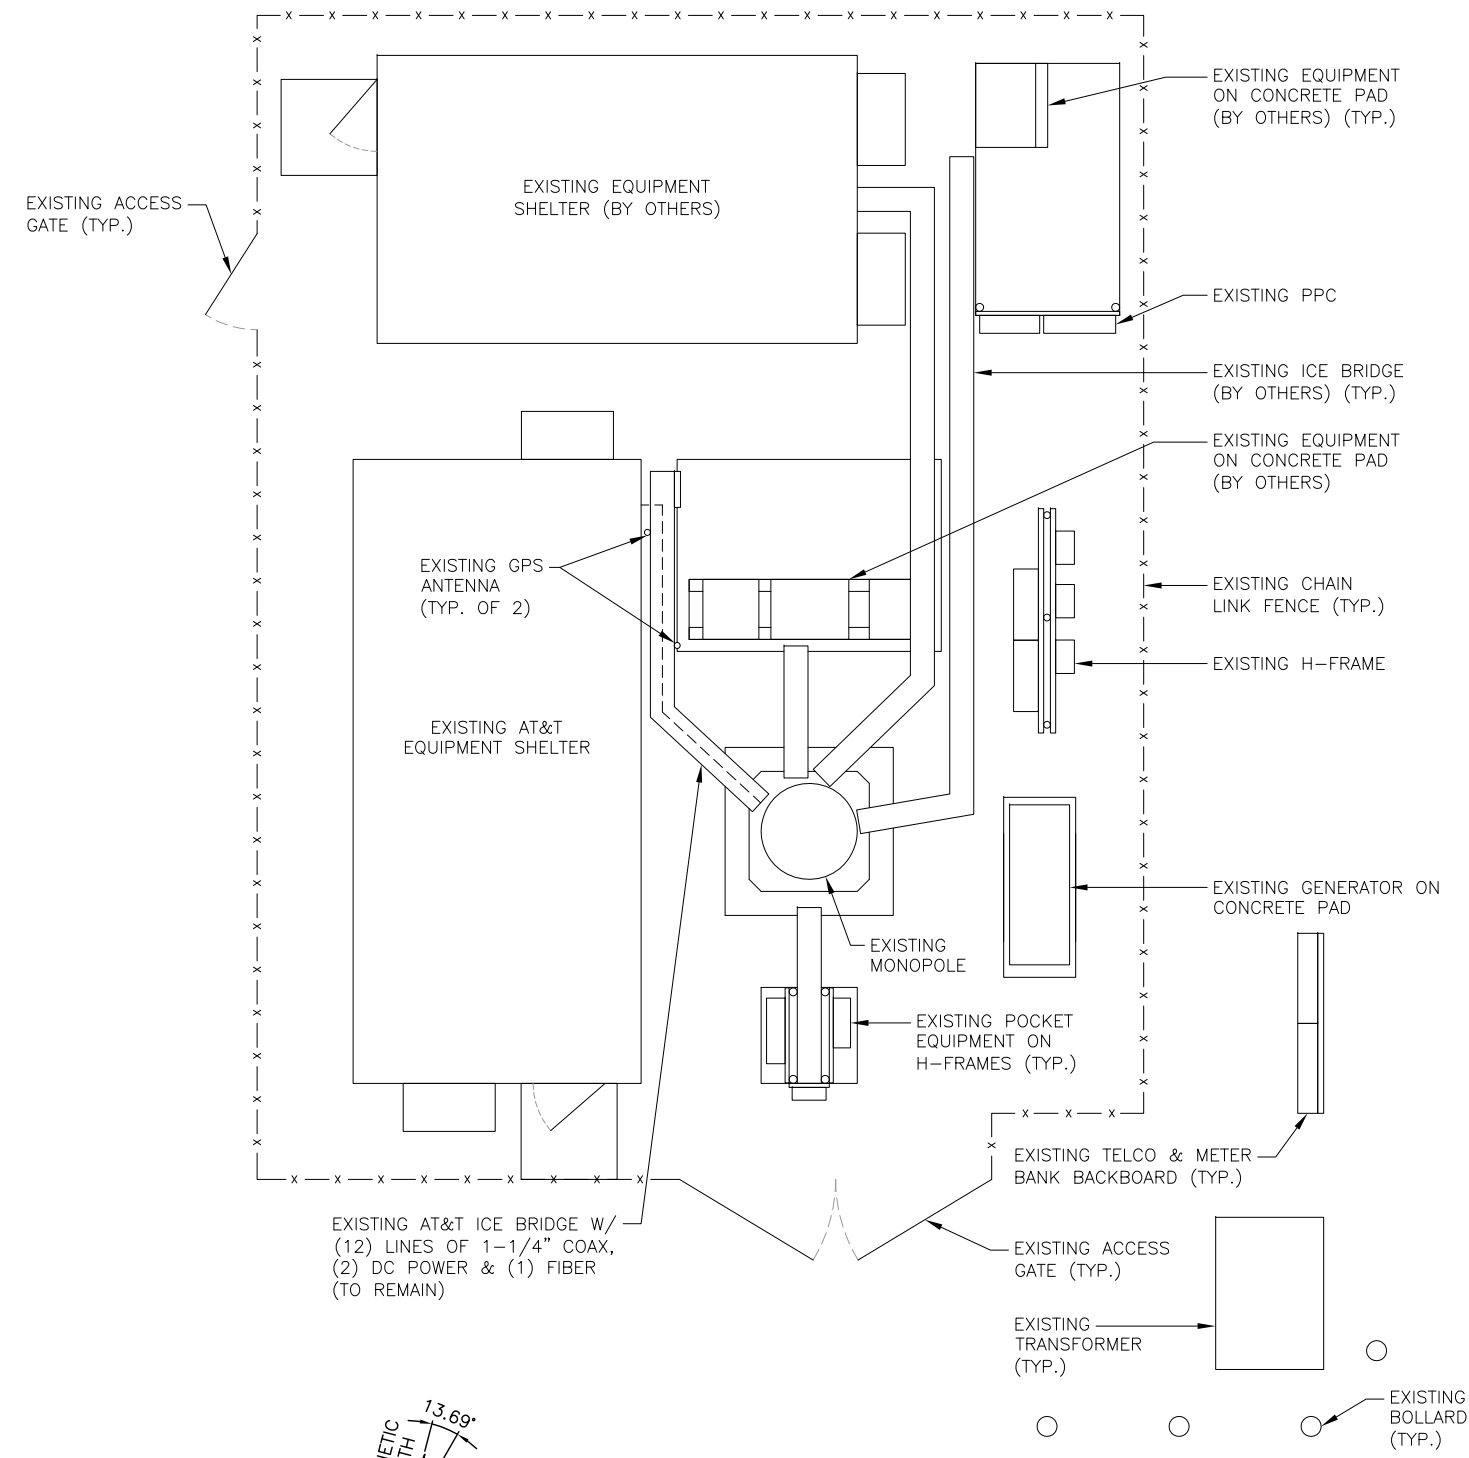 EXISTING EQUIPMENT
ON CONCRETE PAD
(BY OTHERS) (TYP.)
EXISTING EQUIPMENT
SHELTER (BY OTHERS)
EXISTING ACCESS
GATE (TYP.)
EXISTING PPC
EXISTING ICE BRIDGE
(BY OTHERS) (TYP.)
EXISTING EQUIPMENT
ON CONCRETE PAD
(BY OTHERS)
EXISTING GPS
ANTENNA
(TYP. OF 2)
EXISTING CHAIN
LINK FENCE (TYP.)
EXISTING H-FRAME
EXISTING AT&T
EQUIPMENT SHELTER
EXISTING GENERATOR ON
CONCRETE PAD
EXISTING
MONOPOLE
EXISTING POCKET
EQUIPMENT ON
H-FRAMES (TYP.)
EXISTING TELCO & METER
BANK BACKBOARD (TYP.)
EXISTING AT&T ICE BRIDGE W/
(12) LINES OF 1-1/4" COAX,
(2) DC POWER & (1) FIBER
(TO REMAIN)
EXISTING ACCESS
GATE (TYP.)
EXISTING
TRANSFORMER
(TYP.)
EXISTING
BOLLARD
(TYP.)
13.69°